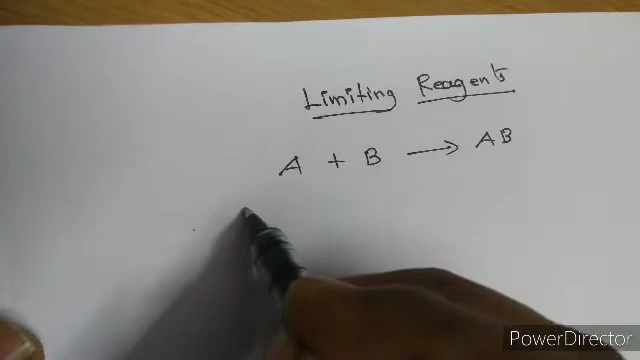 Limiting Reagents
A + B → AB
PowerDirector